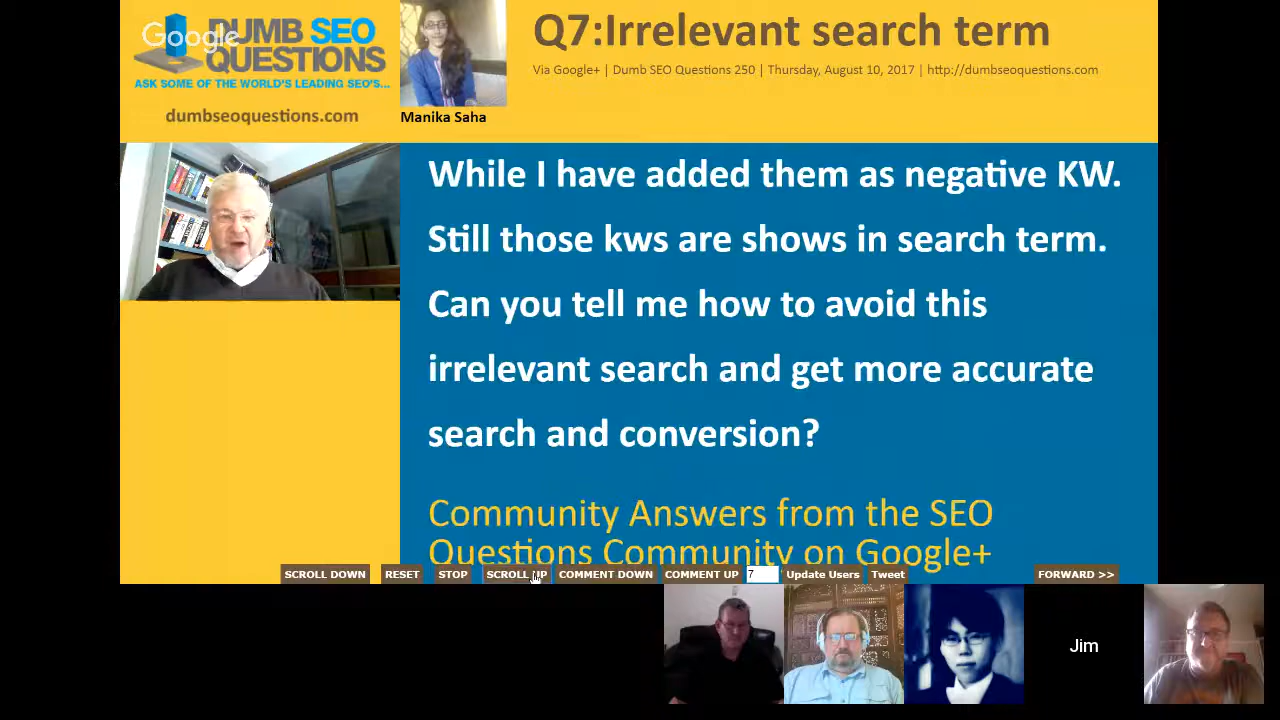 Google
DUMB SEO
QUESTIONS
ASK SOME OF THE WORLD'S LEADING SEO'S...
dumbseoquestions.com
Manika Saha
Q7:Irrelevant search term
Via Google+ | Dumb SEO Questions 250 | Thursday, August 10, 2017 | http://dumbseoquestions.com
While I have added them as negative KW.
Still those kws are shows in search term.
Can you tell me how to avoid this
irrelevant search and get more accurate
search and conversion?
Community Answers from the SEO
Questions Community on Google+
SCROLL DOWN RESET STOP SCROLL UP COMMENT DOWN COMMENT UP 7 Update Users Tweet FORWARD >>
Jim